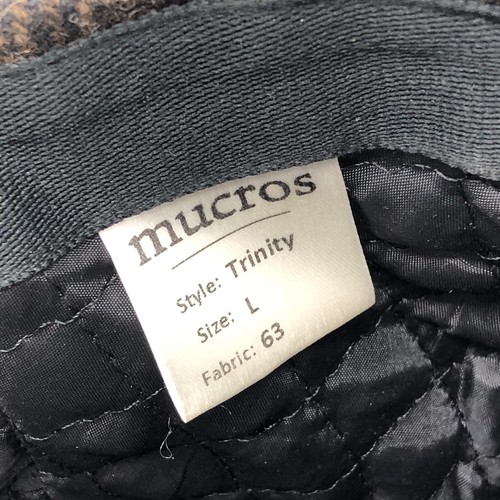 mucros
Style: Trinity
Size: L
Fabric: 63